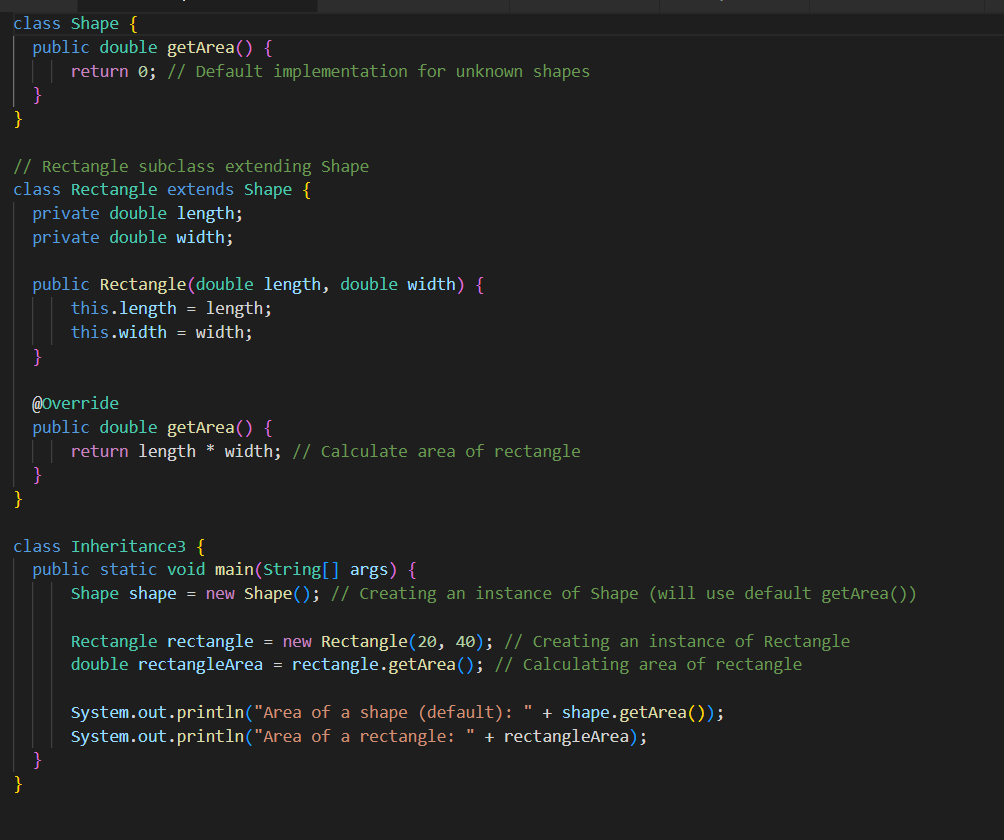 class Shape {
  public double getArea() {
      return 0; // Default implementation for unknown shapes
  }
}

// Rectangle subclass extending Shape
class Rectangle extends Shape {
  private double length;
  private double width;

  public Rectangle(double length, double width) {
      this.length = length;
      this.width = width;
  }

  @Override
  public double getArea() {
      return length * width; // Calculate area of rectangle
  }
}

class Inheritance3 {
  public static void main(String[] args) {
      Shape shape = new Shape(); // Creating an instance of Shape (will use default getArea())

      Rectangle rectangle = new Rectangle(20, 40); // Creating an instance of Rectangle
      double rectangleArea = rectangle.getArea(); // Calculating area of rectangle

      System.out.println("Area of a shape (default): " + shape.getArea());
      System.out.println("Area of a rectangle: " + rectangleArea);
  }
}